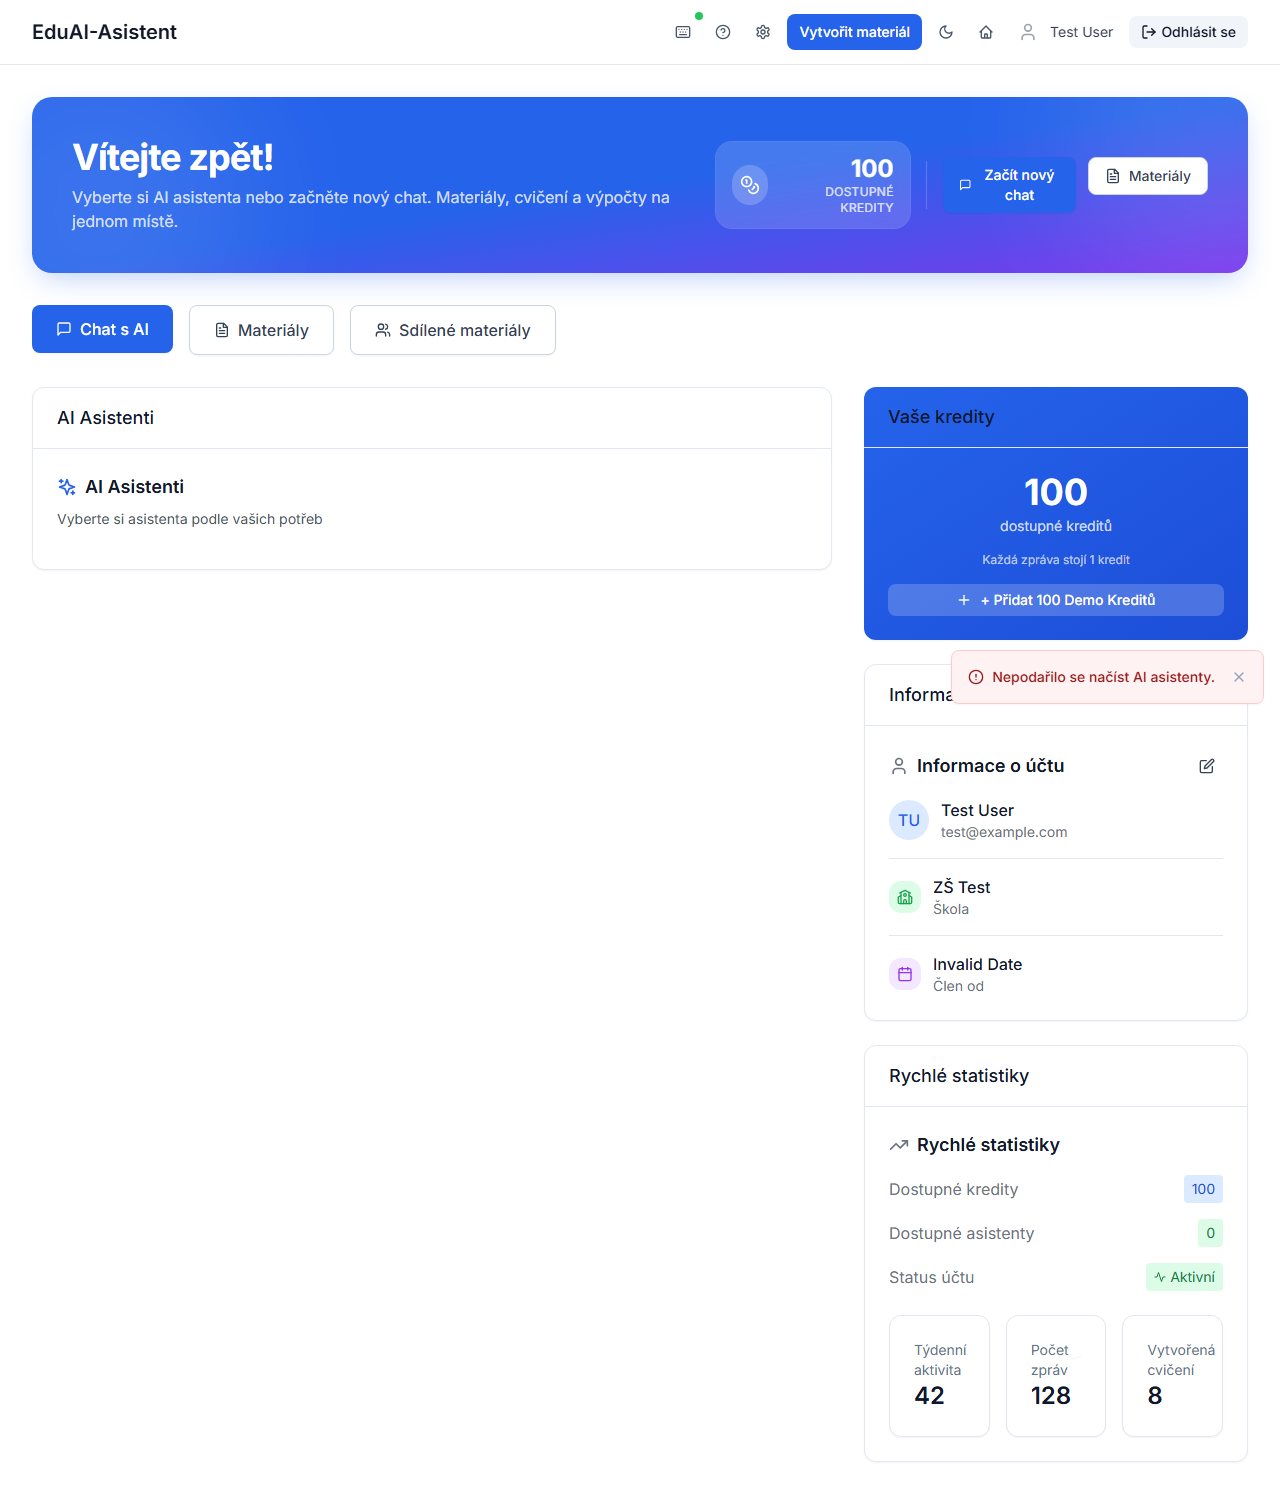 EduAI-Asistent
Vytvořit materiál
Test User
Odhlásit se
Vítejte zpět!
Vyberte si AI asistenta nebo začněte nový chat. Materiály, cvičení a výpočty na
jednom místě.
100
DOSTUPNÉ
KREDITY
Začít nový
chat
Materiály
Chat s AI
Materiály
Sdílené materiály
AI Asistenti
AI Asistenti
Vyberte si asistenta podle vašich potřeb
Vaše kredity
100
dostupné kreditů
Každá zpráva stojí 1 kredit
+ Přidat 100 Demo Kreditů
Nepodařilo se načíst AI asistenty.
Informa
Informace o účtu
TU
Test User
test@example.com
ZŠ Test
Škola
Invalid Date
Člen od
Rychlé statistiky
Rychlé statistiky
Dostupné kredity
100
Dostupné asistenty
0
Status účtu
Aktivní
Týdenní
aktivita
42
Počet
zpráv
128
Vytvořená
cvičení
8